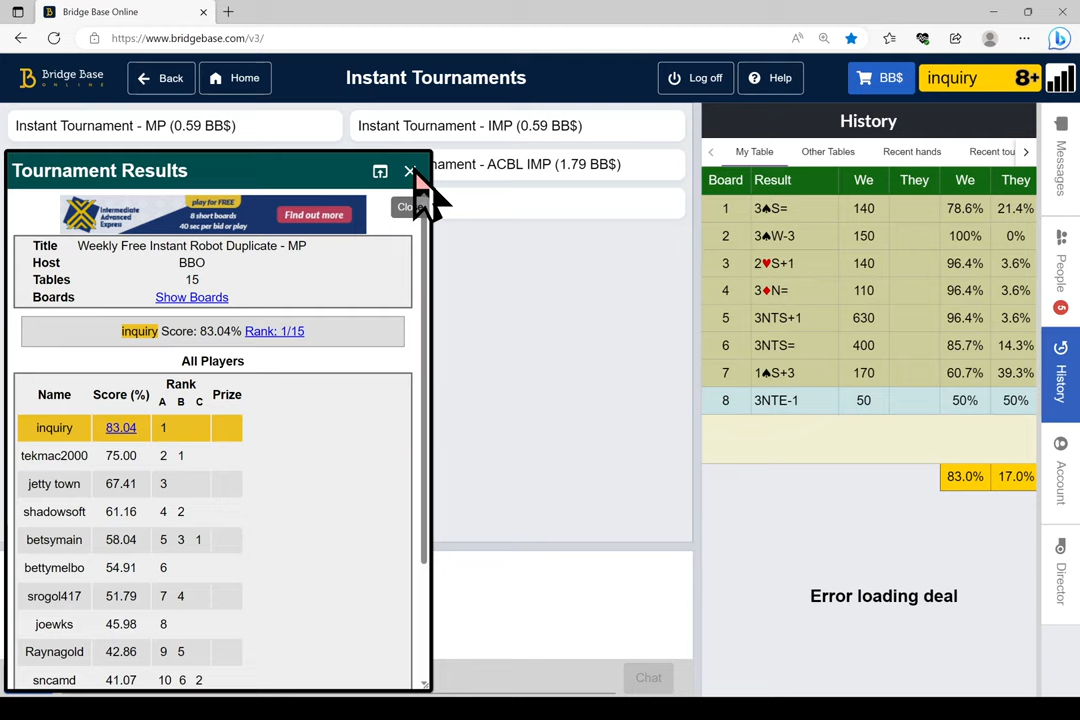 Bridge Base Online
https://www.bridgebase.com/v3/
Bridge Base
ONLINE
Back
Home
Instant Tournaments
Log off
Help
BB$
inquiry 8+
Instant Tournament - MP (0.59 BB$)
Instant Tournament - IMP (0.59 BB$)
nament - ACBL IMP (1.79 BB$)
Tournament Results
Clo
Intermediate
Advanced
Express
play for FREE
8 short boards
40 sec per bid or play
Find out more
Title Weekly Free Instant Robot Duplicate - MP
Host BBO
Tables 15
Boards Show Boards
inquiry Score: 83.04% Rank: 1/15
All Players
Name Score (%) Rank A B C Prize
inquiry 83.04 1
tekmac2000 75.00 2 1
jetty town 67.41 3
shadowsoft 61.16 4 2
betsymain 58.04 5 3 1
bettymelbo 54.91 6
srogol417 51.79 7 4
joewks 45.98 8
Raynagold 42.86 9 5
sncamd 41.07 10 6 2
Chat
History
My Table Other Tables Recent hands Recent tou
Board Result We They We They
1 3♠S= 140 78.6% 21.4%
2 3♠W-3 150 100% 0%
3 2♥S+1 140 96.4% 3.6%
4 3♦N= 110 96.4% 3.6%
5 3NTS+1 630 96.4% 3.6%
6 3NTS= 400 85.7% 14.3%
7 1♠S+3 170 60.7% 39.3%
8 3NTE-1 50 50% 50%
83.0% 17.0%
Error loading deal
Messages
People
5
History
Account
Director